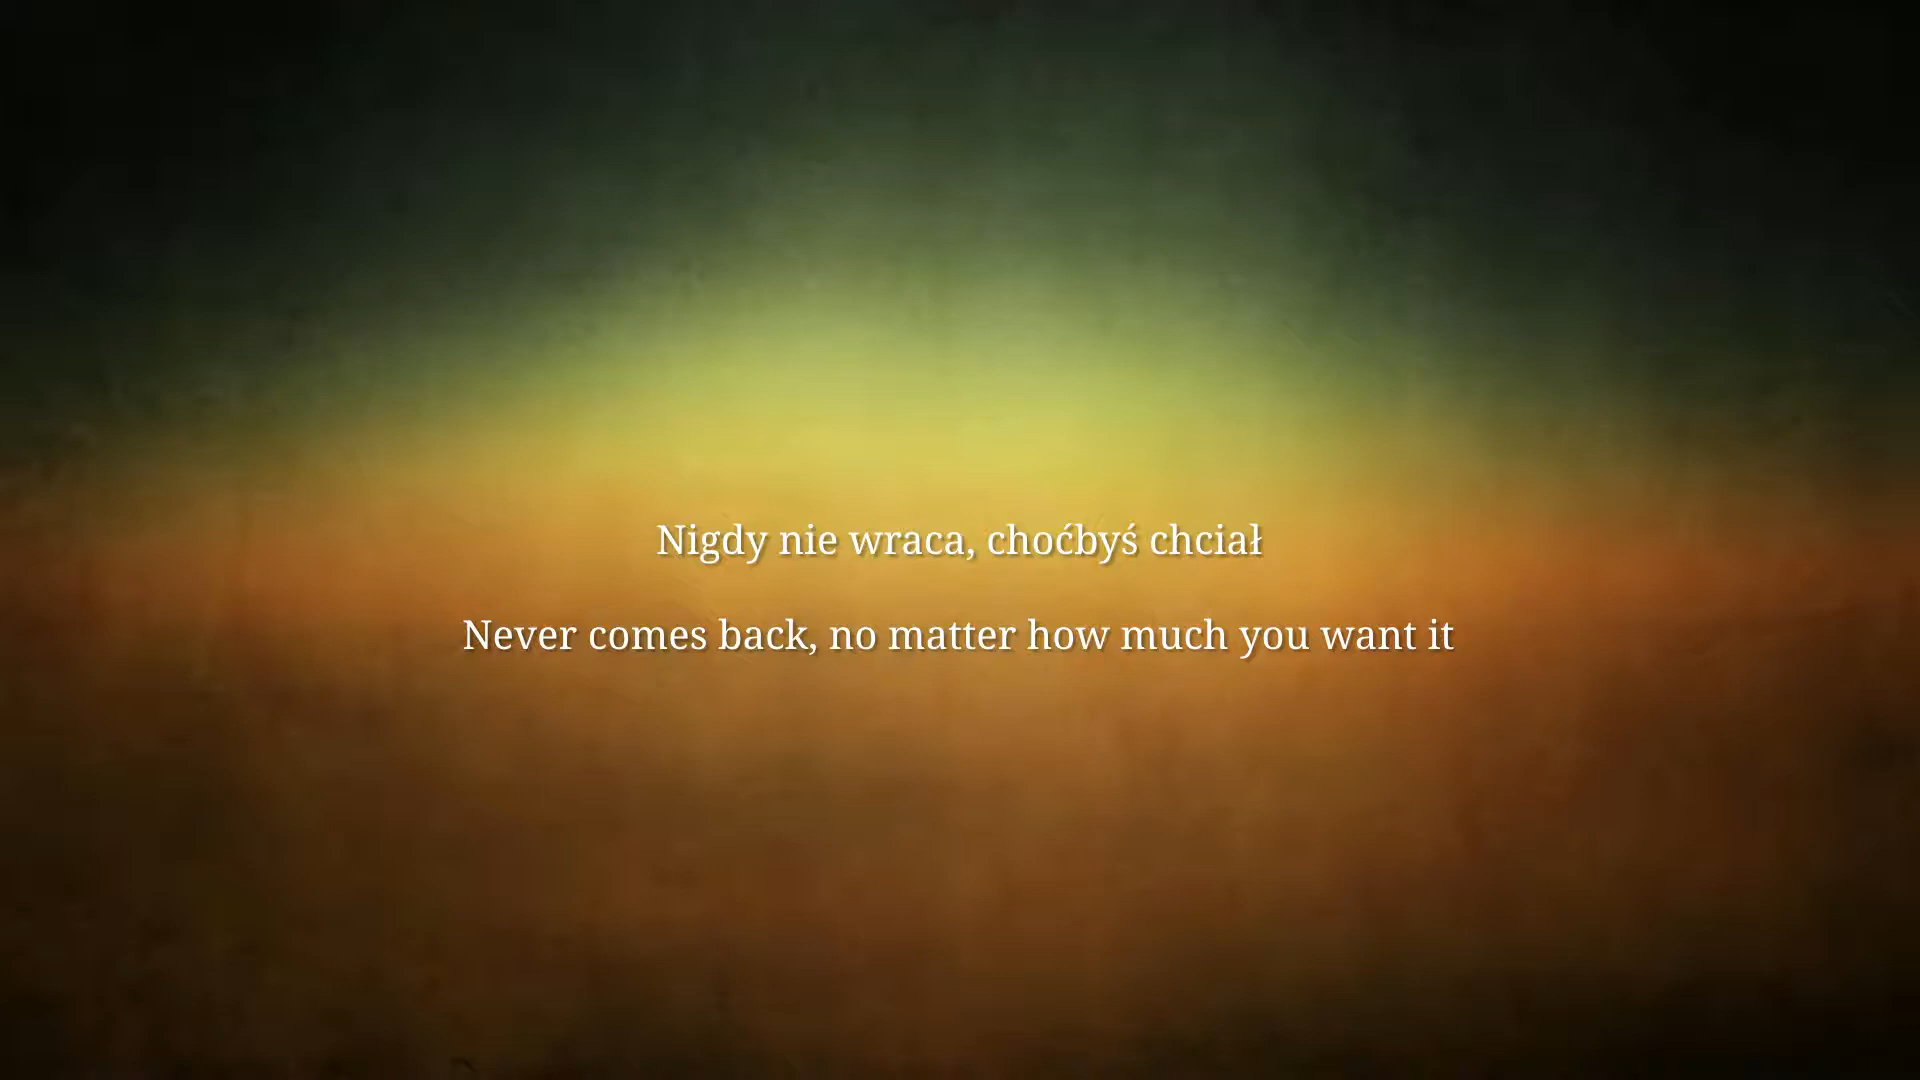 Nigdy nie wraca, choćbyś chciał
Never comes back, no matter how much you want it